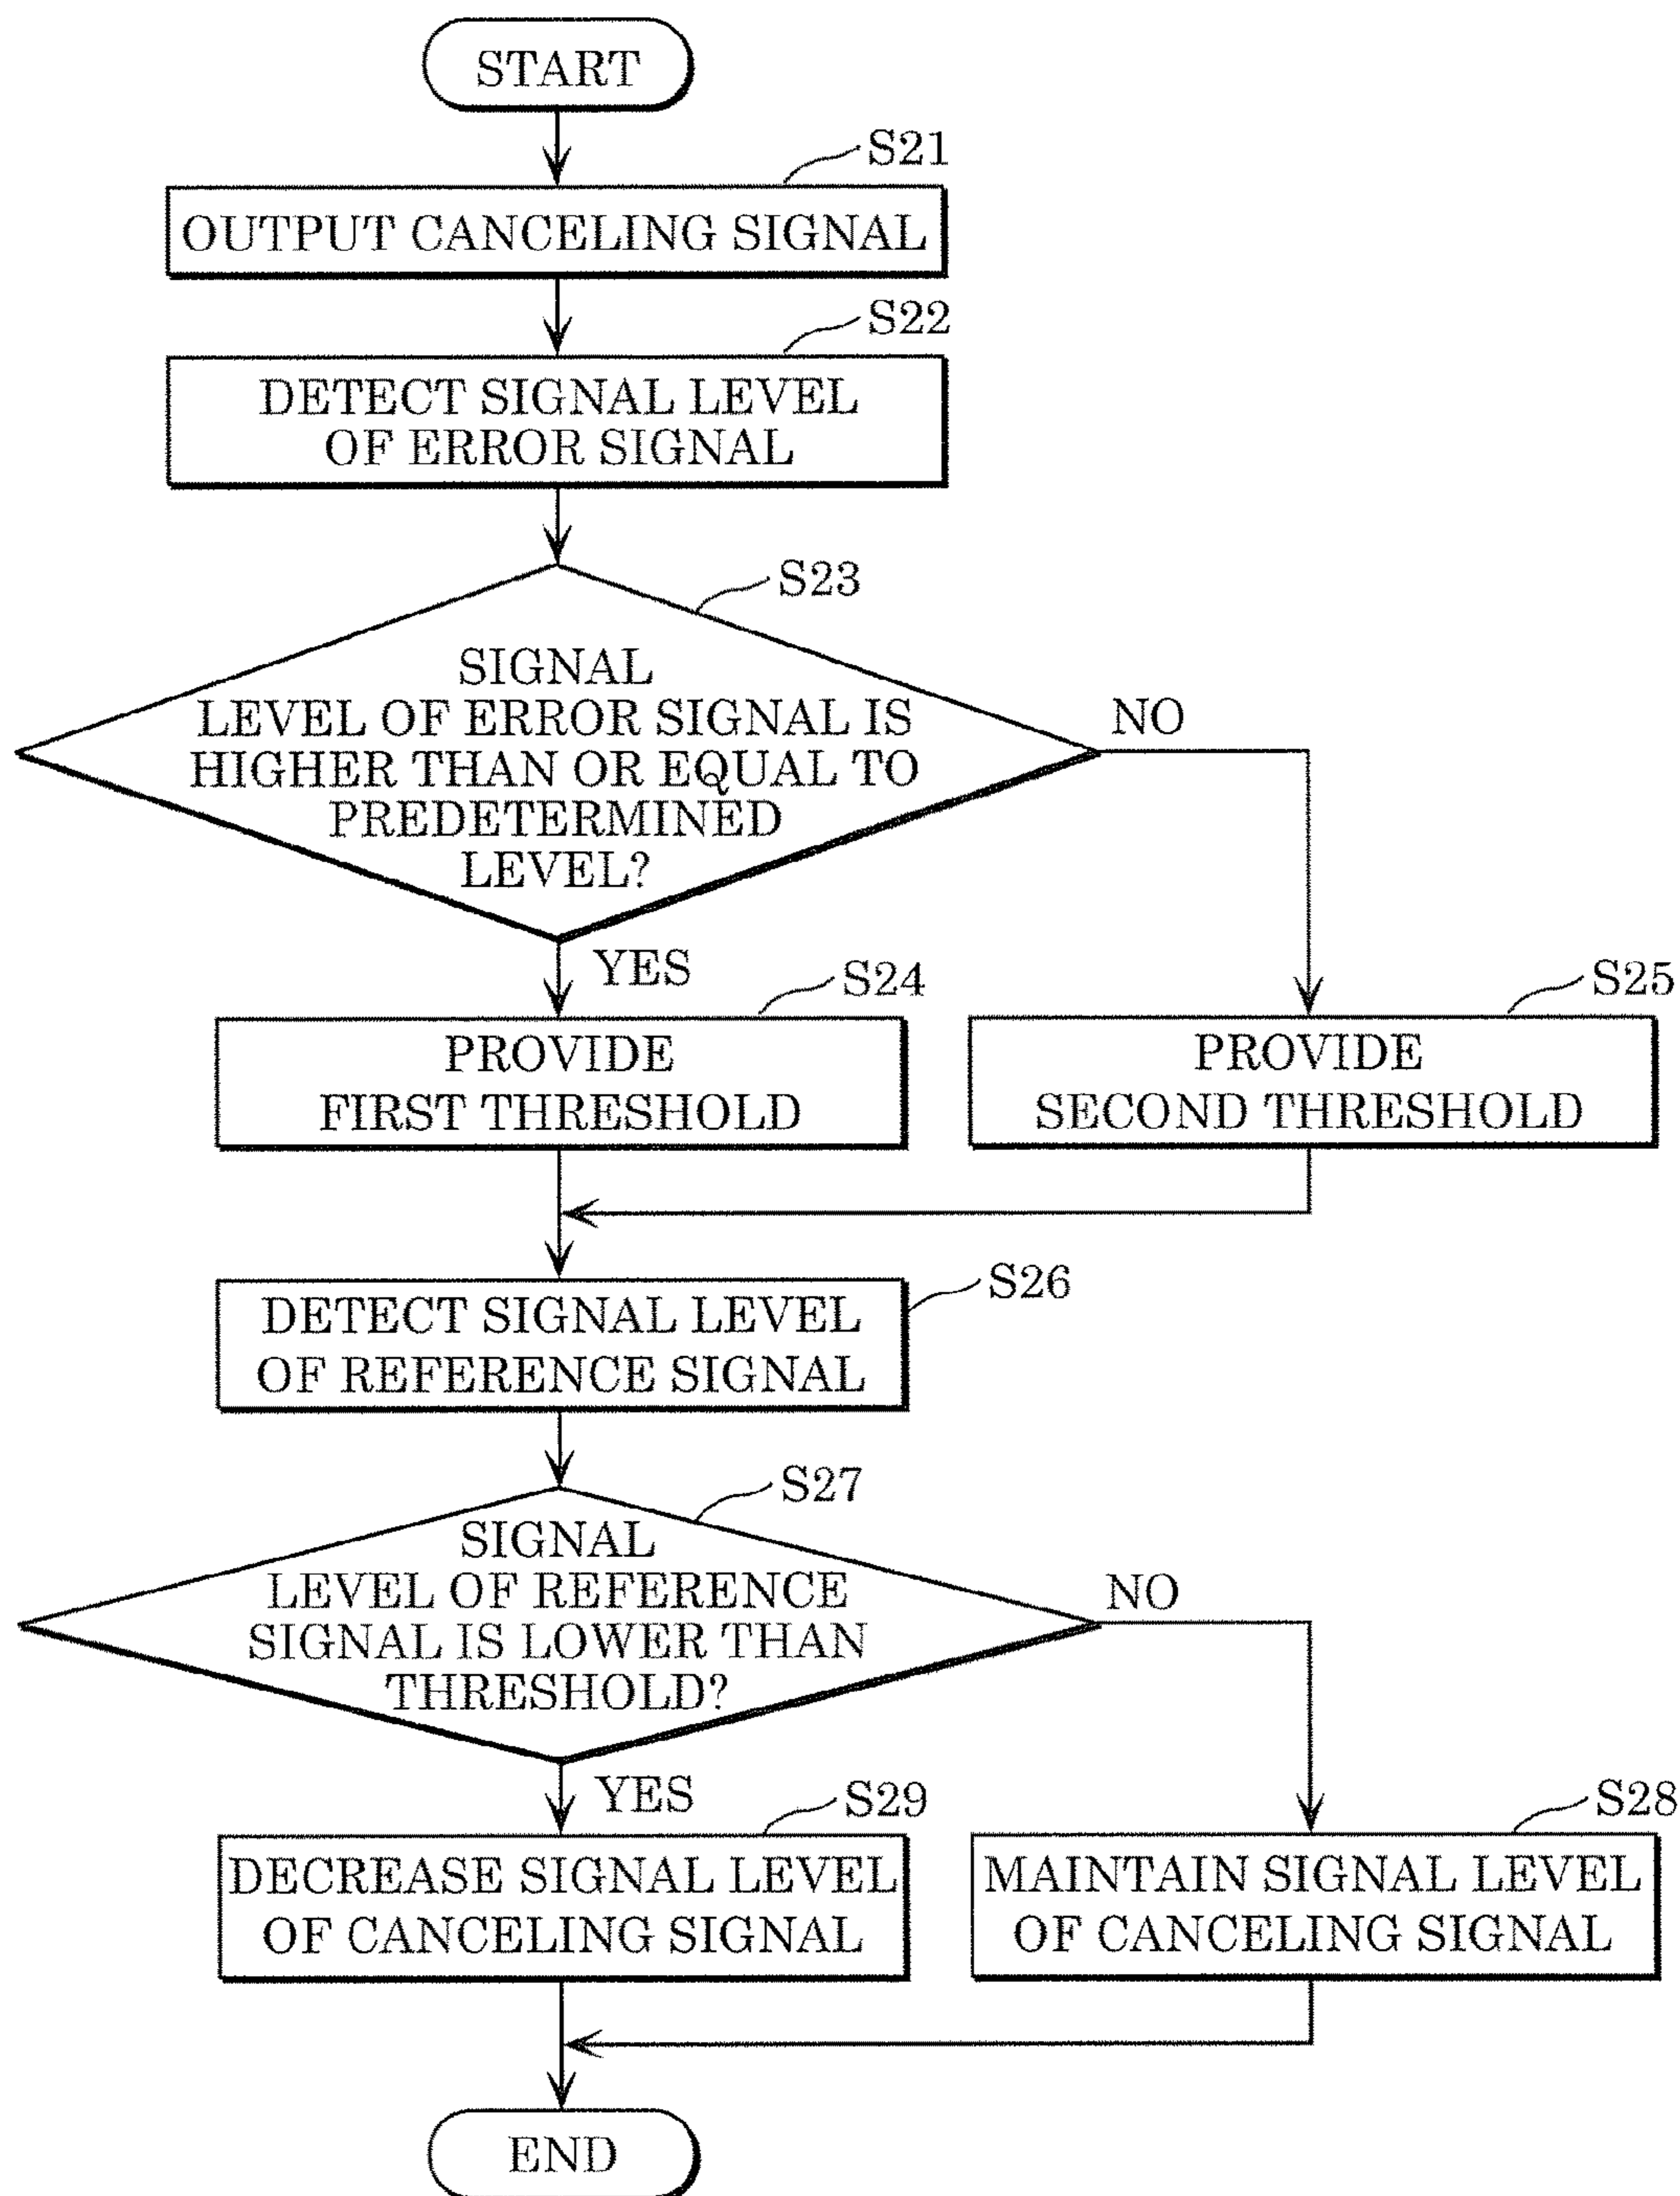 START
S21
OUTPUT CANCELING SIGNAL
S22
DETECT SIGNAL LEVEL
OF ERROR SIGNAL
S23
SIGNAL
LEVEL OF ERROR SIGNAL IS
HIGHER THAN OR EQUAL TO
PREDETERMINED
LEVEL?
NO
YES
S24
PROVIDE
FIRST THRESHOLD
S25
PROVIDE
SECOND THRESHOLD
S26
DETECT SIGNAL LEVEL
OF REFERENCE SIGNAL
S27
SIGNAL
LEVEL OF REFERENCE
SIGNAL IS LOWER THAN
THRESHOLD?
NO
YES
S29
DECREASE SIGNAL LEVEL
OF CANCELING SIGNAL
S28
MAINTAIN SIGNAL LEVEL
OF CANCELING SIGNAL
END